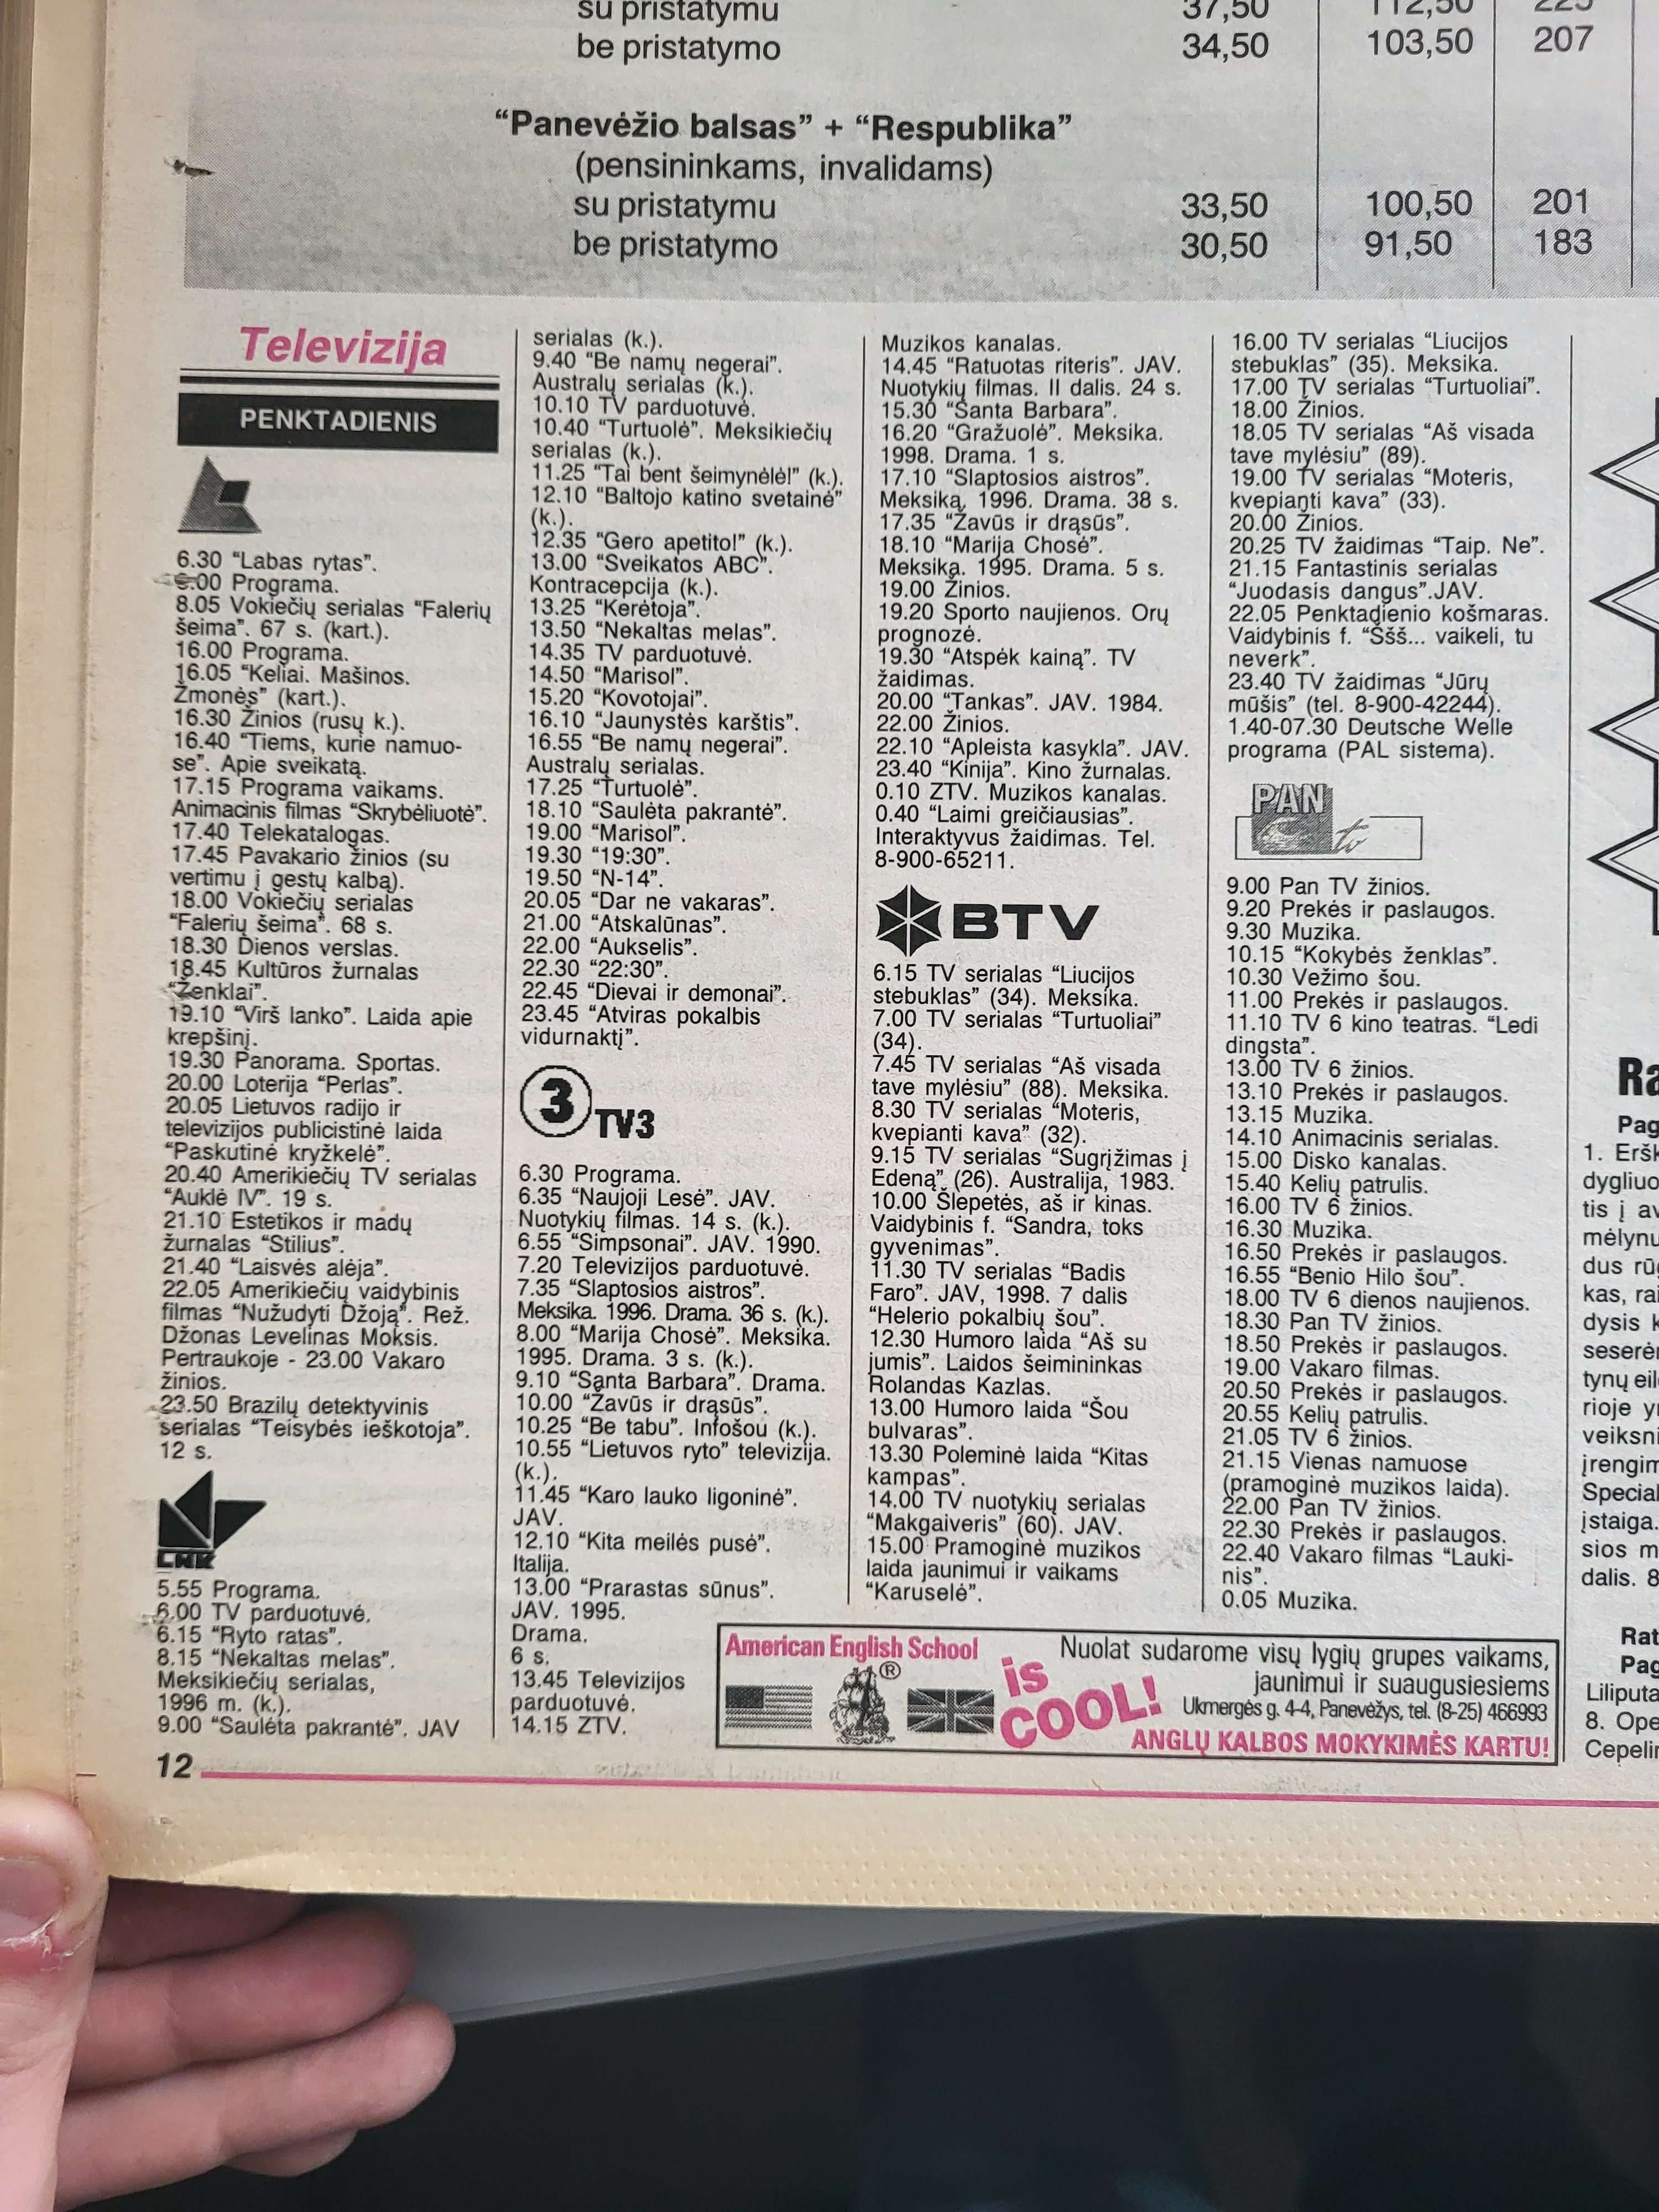 su pristatymu 37,50 112,50 225
be pristatymo 34,50 103,50 207
“Panevėžio balsas” + “Respublika”
(pensininkams, invalidams)
su pristatymu 33,50 100,50 201
be pristatymo 30,50 91,50 183
Televizija
PENKTADIENIS
6.30 “Labas rytas”.
8.00 Programa.
8.05 Vokiečių serialas “Falerių
šeima”. 67 s. (kart.).
16.00 Programa.
16.05 “Keliai. Mašinos.
Žmonės” (kart.).
16.30 Žinios (rusų k.).
16.40 “Tiems, kurie namuo-
se”. Apie sveikatą.
17.15 Programa vaikams.
Animacinis filmas “Skrybėliuotė”.
17.40 Telekatalogas.
17.45 Pavakario žinios (su
vertimu į gestų kalbą).
18.00 Vokiečių serialas
“Falerių šeima”. 68 s.
18.30 Dienos verslas.
18.45 Kultūros žurnalas
“Ženklai”.
19.10 “Virš lanko”. Laida apie
krepšinį.
19.30 Panorama. Sportas.
20.00 Loterija “Perlas”.
20.05 Lietuvos radijo ir
televizijos publicistinė laida
“Paskutinė kryžkelė”.
20.40 Amerikiečių TV serialas
“Auklė IV”. 19 s.
21.10 Estetikos ir madų
žurnalas “Stilius”.
21.40 “Laisvės alėja”.
22.05 Amerikiečių vaidybinis
filmas “Nužudyti Džoją”. Rež.
Džonas Levelinas Moksis.
Pertraukoje - 23.00 Vakaro
žinios.
23.50 Brazilų detektyvinis
serialas “Teisybės ieškotoja”.
12 s.
LNK
5.55 Programa.
6.00 TV parduotuvė.
6.15 “Ryto ratas”.
8.15 “Nekaltas melas”.
Meksikiečių serialas,
1996 m. (k.).
9.00 “Saulėta pakrantė”. JAV
serialas (k.).
9.40 “Be namų negerai”.
Australų serialas (k.).
10.10 TV parduotuvė.
10.40 “Turtuolė”. Meksikiečių
serialas (k.).
11.25 “Tai bent šeimynėlė!” (k.).
12.10 “Baltojo katino svetainė”
(k.).
12.35 “Gero apetito!” (k.).
13.00 “Sveikatos ABC”.
Kontracepcija (k.).
13.25 “Kerėtoja”.
13.50 “Nekaltas melas”.
14.35 TV parduotuvė.
14.50 “Marisol”.
15.20 “Kovotojai”.
16.10 “Jaunystės karštis”.
16.55 “Be namų negerai”.
Australų serialas.
17.25 “Turtuolė”.
18.10 “Saulėta pakrantė”.
19.00 “Marisol”.
19.30 “19:30”.
19.50 “N-14”.
20.05 “Dar ne vakaras”.
21.00 “Atskalūnas”.
22.00 “Aukselis”.
22.30 “22:30”.
22.45 “Dievai ir demonai”.
23.45 “Atviras pokalbis
vidurnaktį”.
3 TV3
6.30 Programa.
6.35 “Naujoji Lesė”. JAV.
Nuotykių filmas. 14 s. (k.).
6.55 “Simpsonai”. JAV. 1990.
7.20 Televizijos parduotuvė.
7.35 “Slaptosios aistros”.
Meksika. 1996. Drama. 36 s. (k.).
8.00 “Marija Chosė”. Meksika.
1995. Drama. 3 s. (k.).
9.10 “Santa Barbara”. Drama.
10.00 “Žavūs ir drąsūs”.
10.25 “Be tabu”. Infošou (k.).
10.55 “Lietuvos ryto” televizija.
(k.).
11.45 “Karo lauko ligoninė”.
JAV.
12.10 “Kita meilės pusė”.
Italija.
13.00 “Prarastas sūnus”.
JAV. 1995.
Drama.
6 s.
13.45 Televizijos
parduotuvė.
14.15 ZTV.
Muzikos kanalas.
14.45 “Ratuotas riteris”. JAV.
Nuotykių filmas. II dalis. 24 s.
15.30 “Santa Barbara”.
16.20 “Gražuolė”. Meksika.
1998. Drama. 1 s.
17.10 “Slaptosios aistros”.
Meksika, 1996. Drama. 38 s.
17.35 “Žavūs ir drąsūs”.
18.10 “Marija Chosė”.
Meksika. 1995. Drama. 5 s.
19.00 Žinios.
19.20 Sporto naujienos. Orų
prognozė.
19.30 “Atspėk kainą”. TV
žaidimas.
20.00 “Tankas”. JAV. 1984.
22.00 Žinios.
22.10 “Apleista kasykla”. JAV.
23.40 “Kinija”. Kino žurnalas.
0.10 ZTV. Muzikos kanalas.
0.40 “Laimi greičiausias”.
Interaktyvus žaidimas. Tel.
8-900-65211.
BTV
6.15 TV serialas “Liucijos
stebuklas” (34). Meksika.
7.00 TV serialas “Turtuoliai”
(34).
7.45 TV serialas “Aš visada
tave mylėsiu” (88). Meksika.
8.30 TV serialas “Moteris,
kvepianti kava” (32).
9.15 TV serialas “Sugrįžimas į
Edeną” (26). Australija, 1983.
10.00 Šlepetės, aš ir kinas.
Vaidybinis f. “Sandra, toks
gyvenimas”.
11.30 TV serialas “Badis
Faro”. JAV, 1998. 7 dalis
“Helerio pokalbių šou”.
12.30 Humoro laida “Aš su
jumis”. Laidos šeimininkas
Rolandas Kazlas.
13.00 Humoro laida “Šou
bulvaras”.
13.30 Poleminė laida “Kitas
kampas”.
14.00 TV nuotykių serialas
“Makgaiveris” (60). JAV.
15.00 Pramoginė muzikos
laida jaunimui ir vaikams
“Karuselė”.
16.00 TV serialas “Liucijos
stebuklas” (35). Meksika.
17.00 TV serialas “Turtuoliai”.
18.00 Žinios.
18.05 TV serialas “Aš visada
tave mylėsiu” (89).
19.00 TV serialas “Moteris,
kvepianti kava” (33).
20.00 Žinios.
20.25 TV žaidimas “Taip. Ne”.
21.15 Fantastinis serialas
“Juodasis dangus”.JAV.
22.05 Penktadienio košmaras.
Vaidybinis f. “Ššš... vaikeli, tu
neverk”.
23.40 TV žaidimas “Jūrų
mūšis” (tel. 8-900-42244).
1.40-07.30 Deutsche Welle
programa (PAL sistema).
PAN
9.00 Pan TV žinios.
9.20 Prekės ir paslaugos.
9.30 Muzika.
10.15 “Kokybės ženklas”.
10.30 Vežimo šou.
11.00 Prekės ir paslaugos.
11.10 TV 6 kino teatras. “Ledi
dingsta”.
13.00 TV 6 žinios.
13.10 Prekės ir paslaugos.
13.15 Muzika.
14.10 Animacinis serialas.
15.00 Disko kanalas.
15.40 Kelių patrulis.
16.00 TV 6 žinios.
16.30 Muzika.
16.50 Prekės ir paslaugos.
16.55 “Benio Hilo šou”.
18.00 TV 6 dienos naujienos.
18.30 Pan TV žinios.
18.50 Prekės ir paslaugos.
19.00 Vakaro filmas.
20.50 Prekės ir paslaugos.
20.55 Kelių patrulis.
21.05 TV 6 žinios.
21.15 Vienas namuose
(pramoginė muzikos laida).
22.00 Pan TV žinios.
22.30 Prekės ir paslaugos.
22.40 Vakaro filmas “Lauki-
nis”.
0.05 Muzika.
American English School
®
is
COOL!
Nuolat sudarome visų lygių grupes vaikams,
jaunimui ir suaugusiesiems
Ukmergės g. 4-4, Panevėžys, tel. (8-25) 466993
ANGLŲ KALBOS MOKYKIMĖS KARTU!
Ra
Pag
1. Eršk
dygliuo
tis į av
mėlynu
dus rūg
kas, rai
dysis k
seserėn
tynų eilė
rioje yr
veiksni
įrengim
Special
įstaiga.
sios m
dalis. 8
Rat
Pag
Liliputa
8. Ope
Cepelin
12